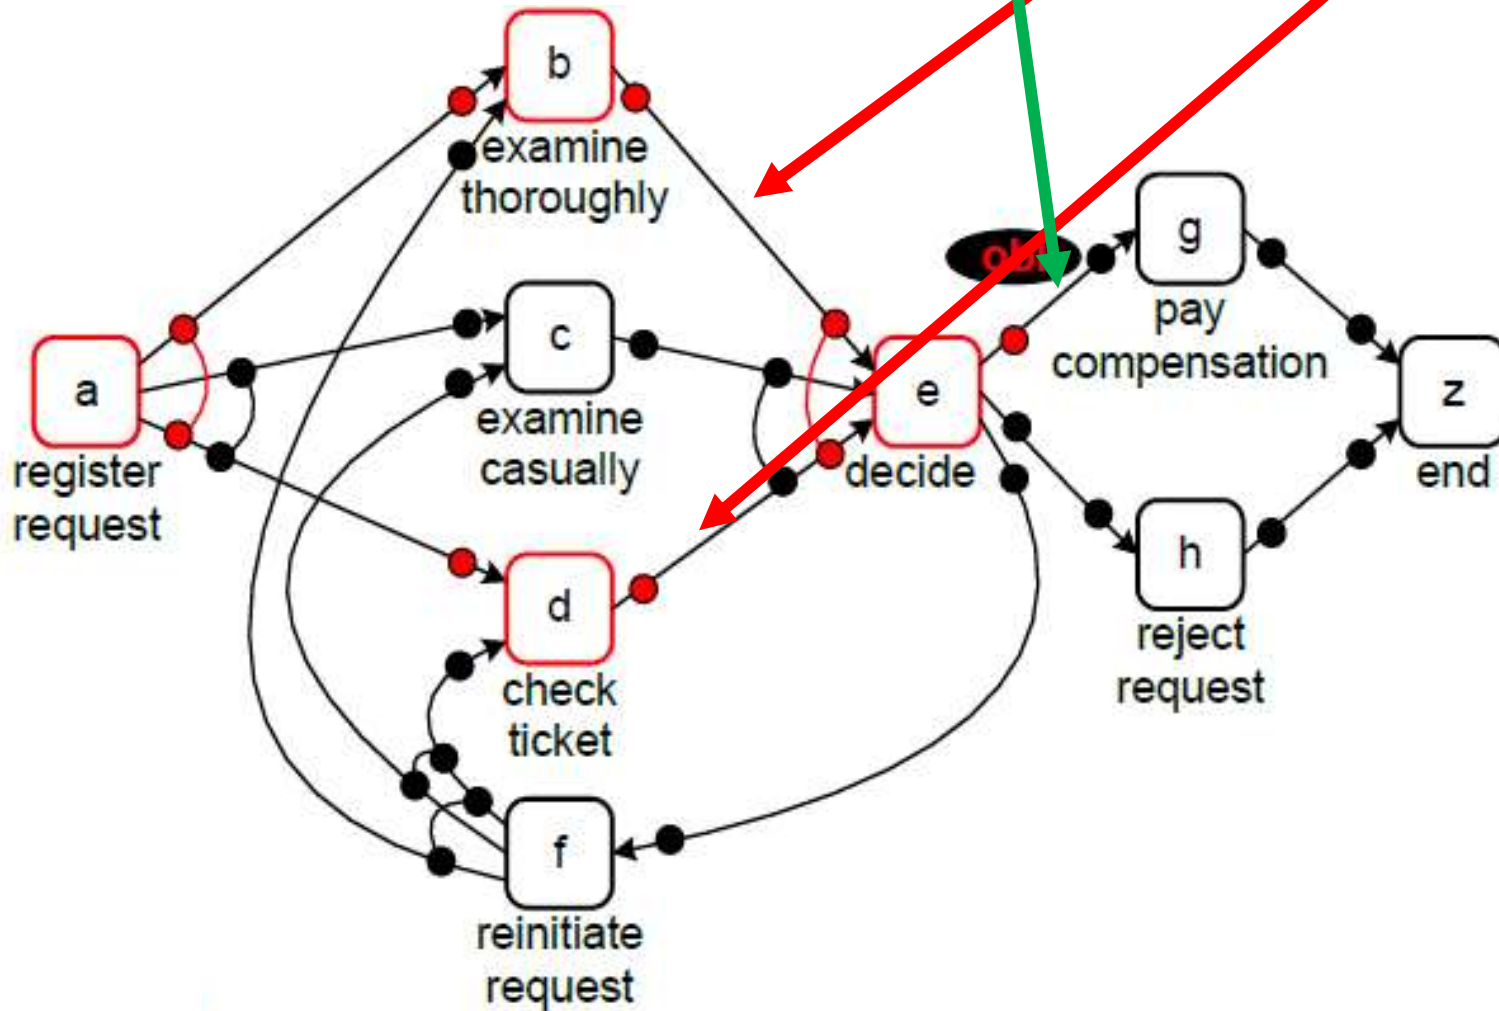 b
examine
thoroughly
g
pay
compensation
c
examine
casually
a
register
request
e
decide
z
end
d
check
ticket
h
reject
request
f
reinitiate
request